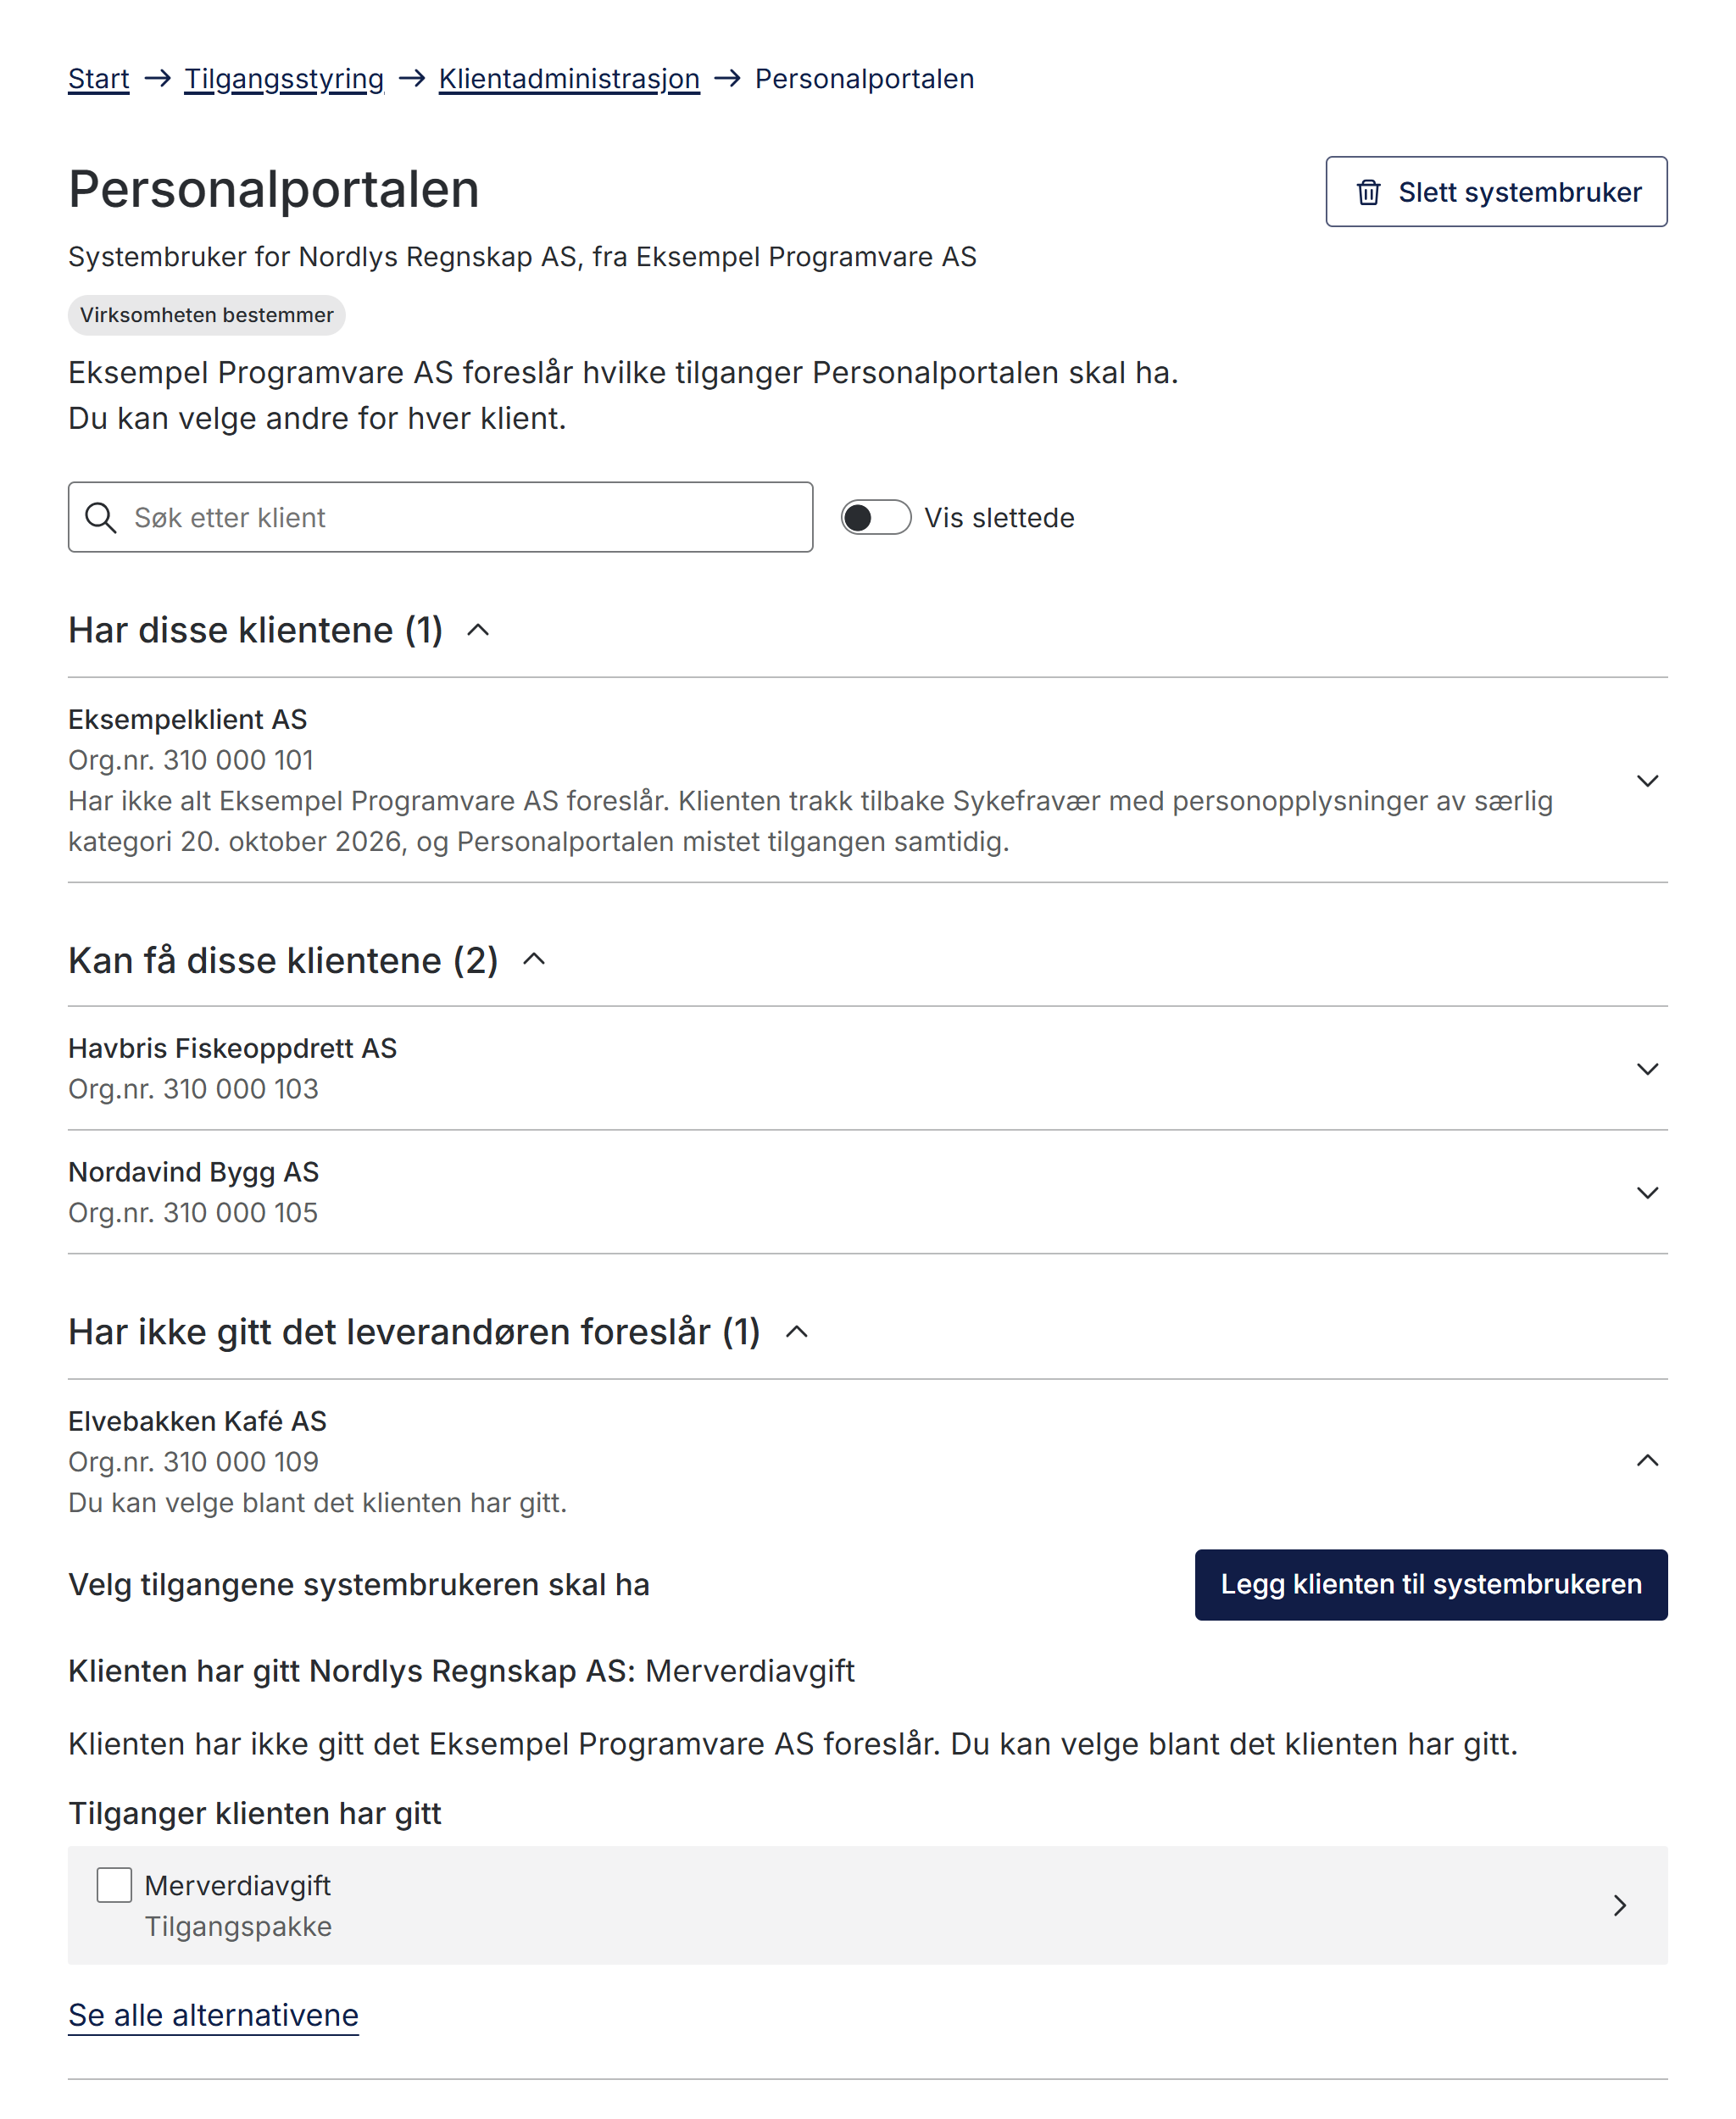 Start → Tilgangsstyring → Klientadministrasjon → Personalportalen
Personalportalen
Slett systembruker
Systembruker for Nordlys Regnskap AS, fra Eksempel Programvare AS
Virksomheten bestemmer
Eksempel Programvare AS foreslår hvilke tilganger Personalportalen skal ha.
Du kan velge andre for hver klient.
Søk etter klient
Vis slettede
Har disse klientene (1)
Eksempelklient AS
Org.nr. 310 000 101
Har ikke alt Eksempel Programvare AS foreslår. Klienten trakk tilbake Sykefravær med personopplysninger av særlig
kategori 20. oktober 2026, og Personalportalen mistet tilgangen samtidig.
Kan få disse klientene (2)
Havbris Fiskeoppdrett AS
Org.nr. 310 000 103
Nordavind Bygg AS
Org.nr. 310 000 105
Har ikke gitt det leverandøren foreslår (1)
Elvebakken Kafé AS
Org.nr. 310 000 109
Du kan velge blant det klienten har gitt.
Velg tilgangene systembrukeren skal ha
Legg klienten til systembrukeren
Klienten har gitt Nordlys Regnskap AS: Merverdiavgift
Klienten har ikke gitt det Eksempel Programvare AS foreslår. Du kan velge blant det klienten har gitt.
Tilganger klienten har gitt
Merverdiavgift
Tilgangspakke
Se alle alternativene